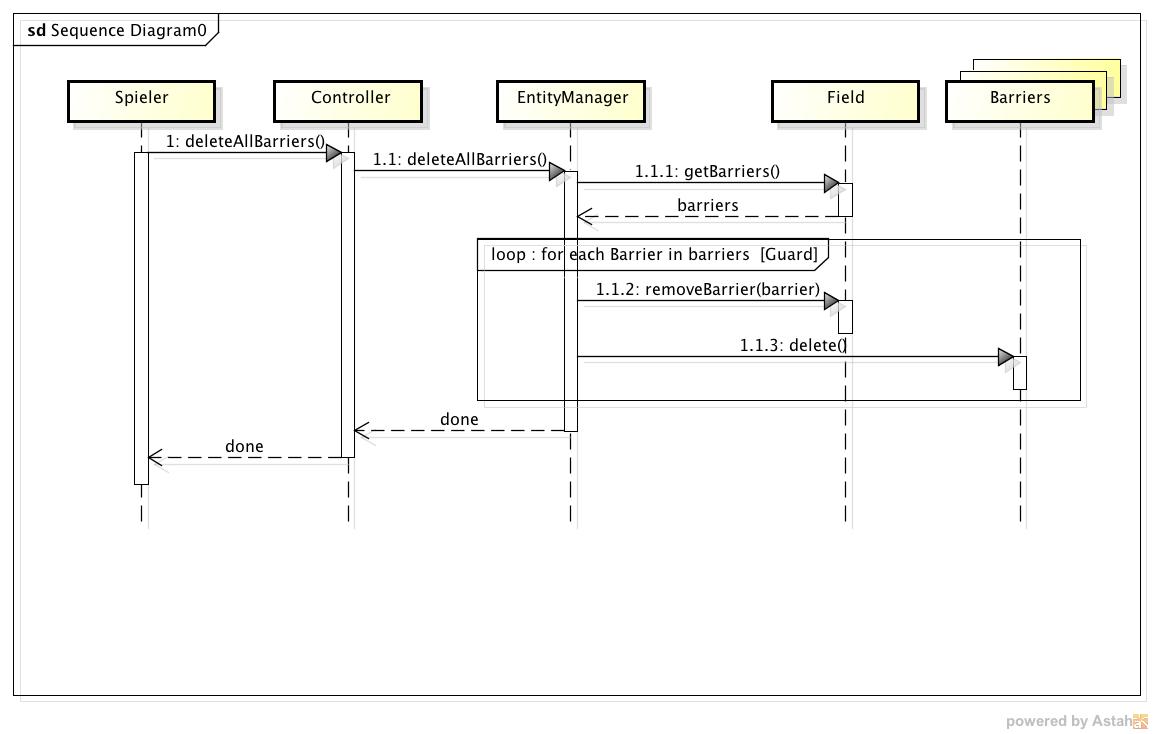 sd Sequence Diagram0
Spieler
Controller
EntityManager
Field
Barriers
1: deleteAllBarriers()
1.1: deleteAllBarriers()
1.1.1: getBarriers()
barriers
loop : for each Barrier in barriers [Guard]
1.1.2: removeBarrier(barrier)
1.1.3: delete()
done
done
powered by Astah